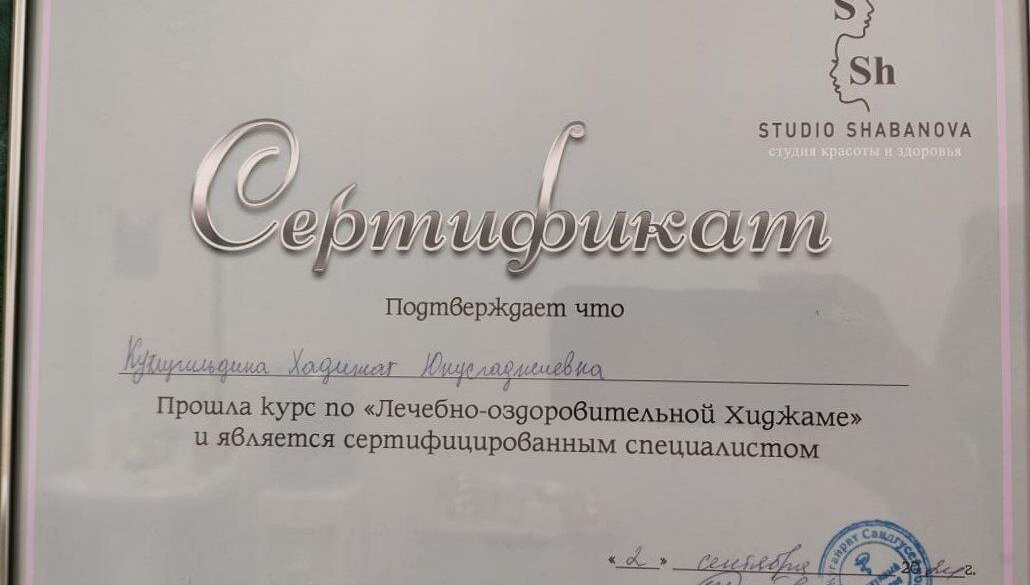 S
Sh
STUDIO SHABANOVA
студия красоты и здоровья
Сертификат
Подтверждает что
Хадижат
Прошла курс по «Лечебно-оздоровительной Хиджаме»
и является сертифицированным специалистом
« 2 » сентября 20 г.